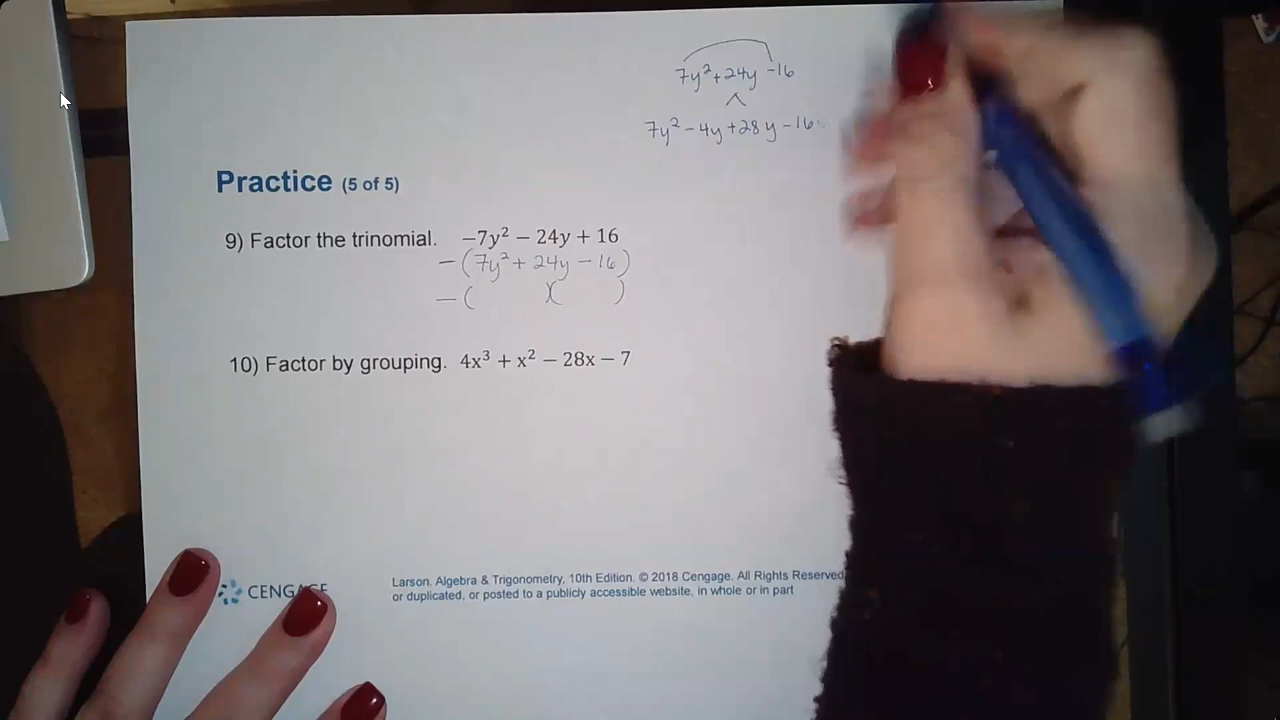 7y²+24y-16
7y²-4y+28y-16
Practice (5 of 5)
9) Factor the trinomial. −7y² − 24y + 16
-(7y²+24y-16)
-( )( )
10) Factor by grouping. 4x³ + x² − 28x − 7
CENGAGE
Larson, Algebra & Trigonometry, 10th Edition. © 2018 Cengage. All Rights Reserved
or duplicated, or posted to a publicly accessible website, in whole or in part